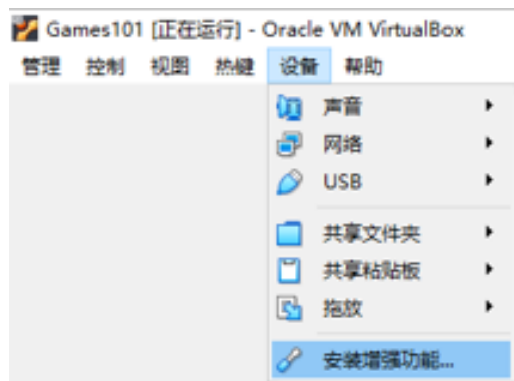 Games101 [正在运行] - Oracle VM VirtualBox
管理 控制 视图 热键 设备 帮助
声音
网络
USB
共享文件夹
共享粘贴板
拖放
安装增强功能...